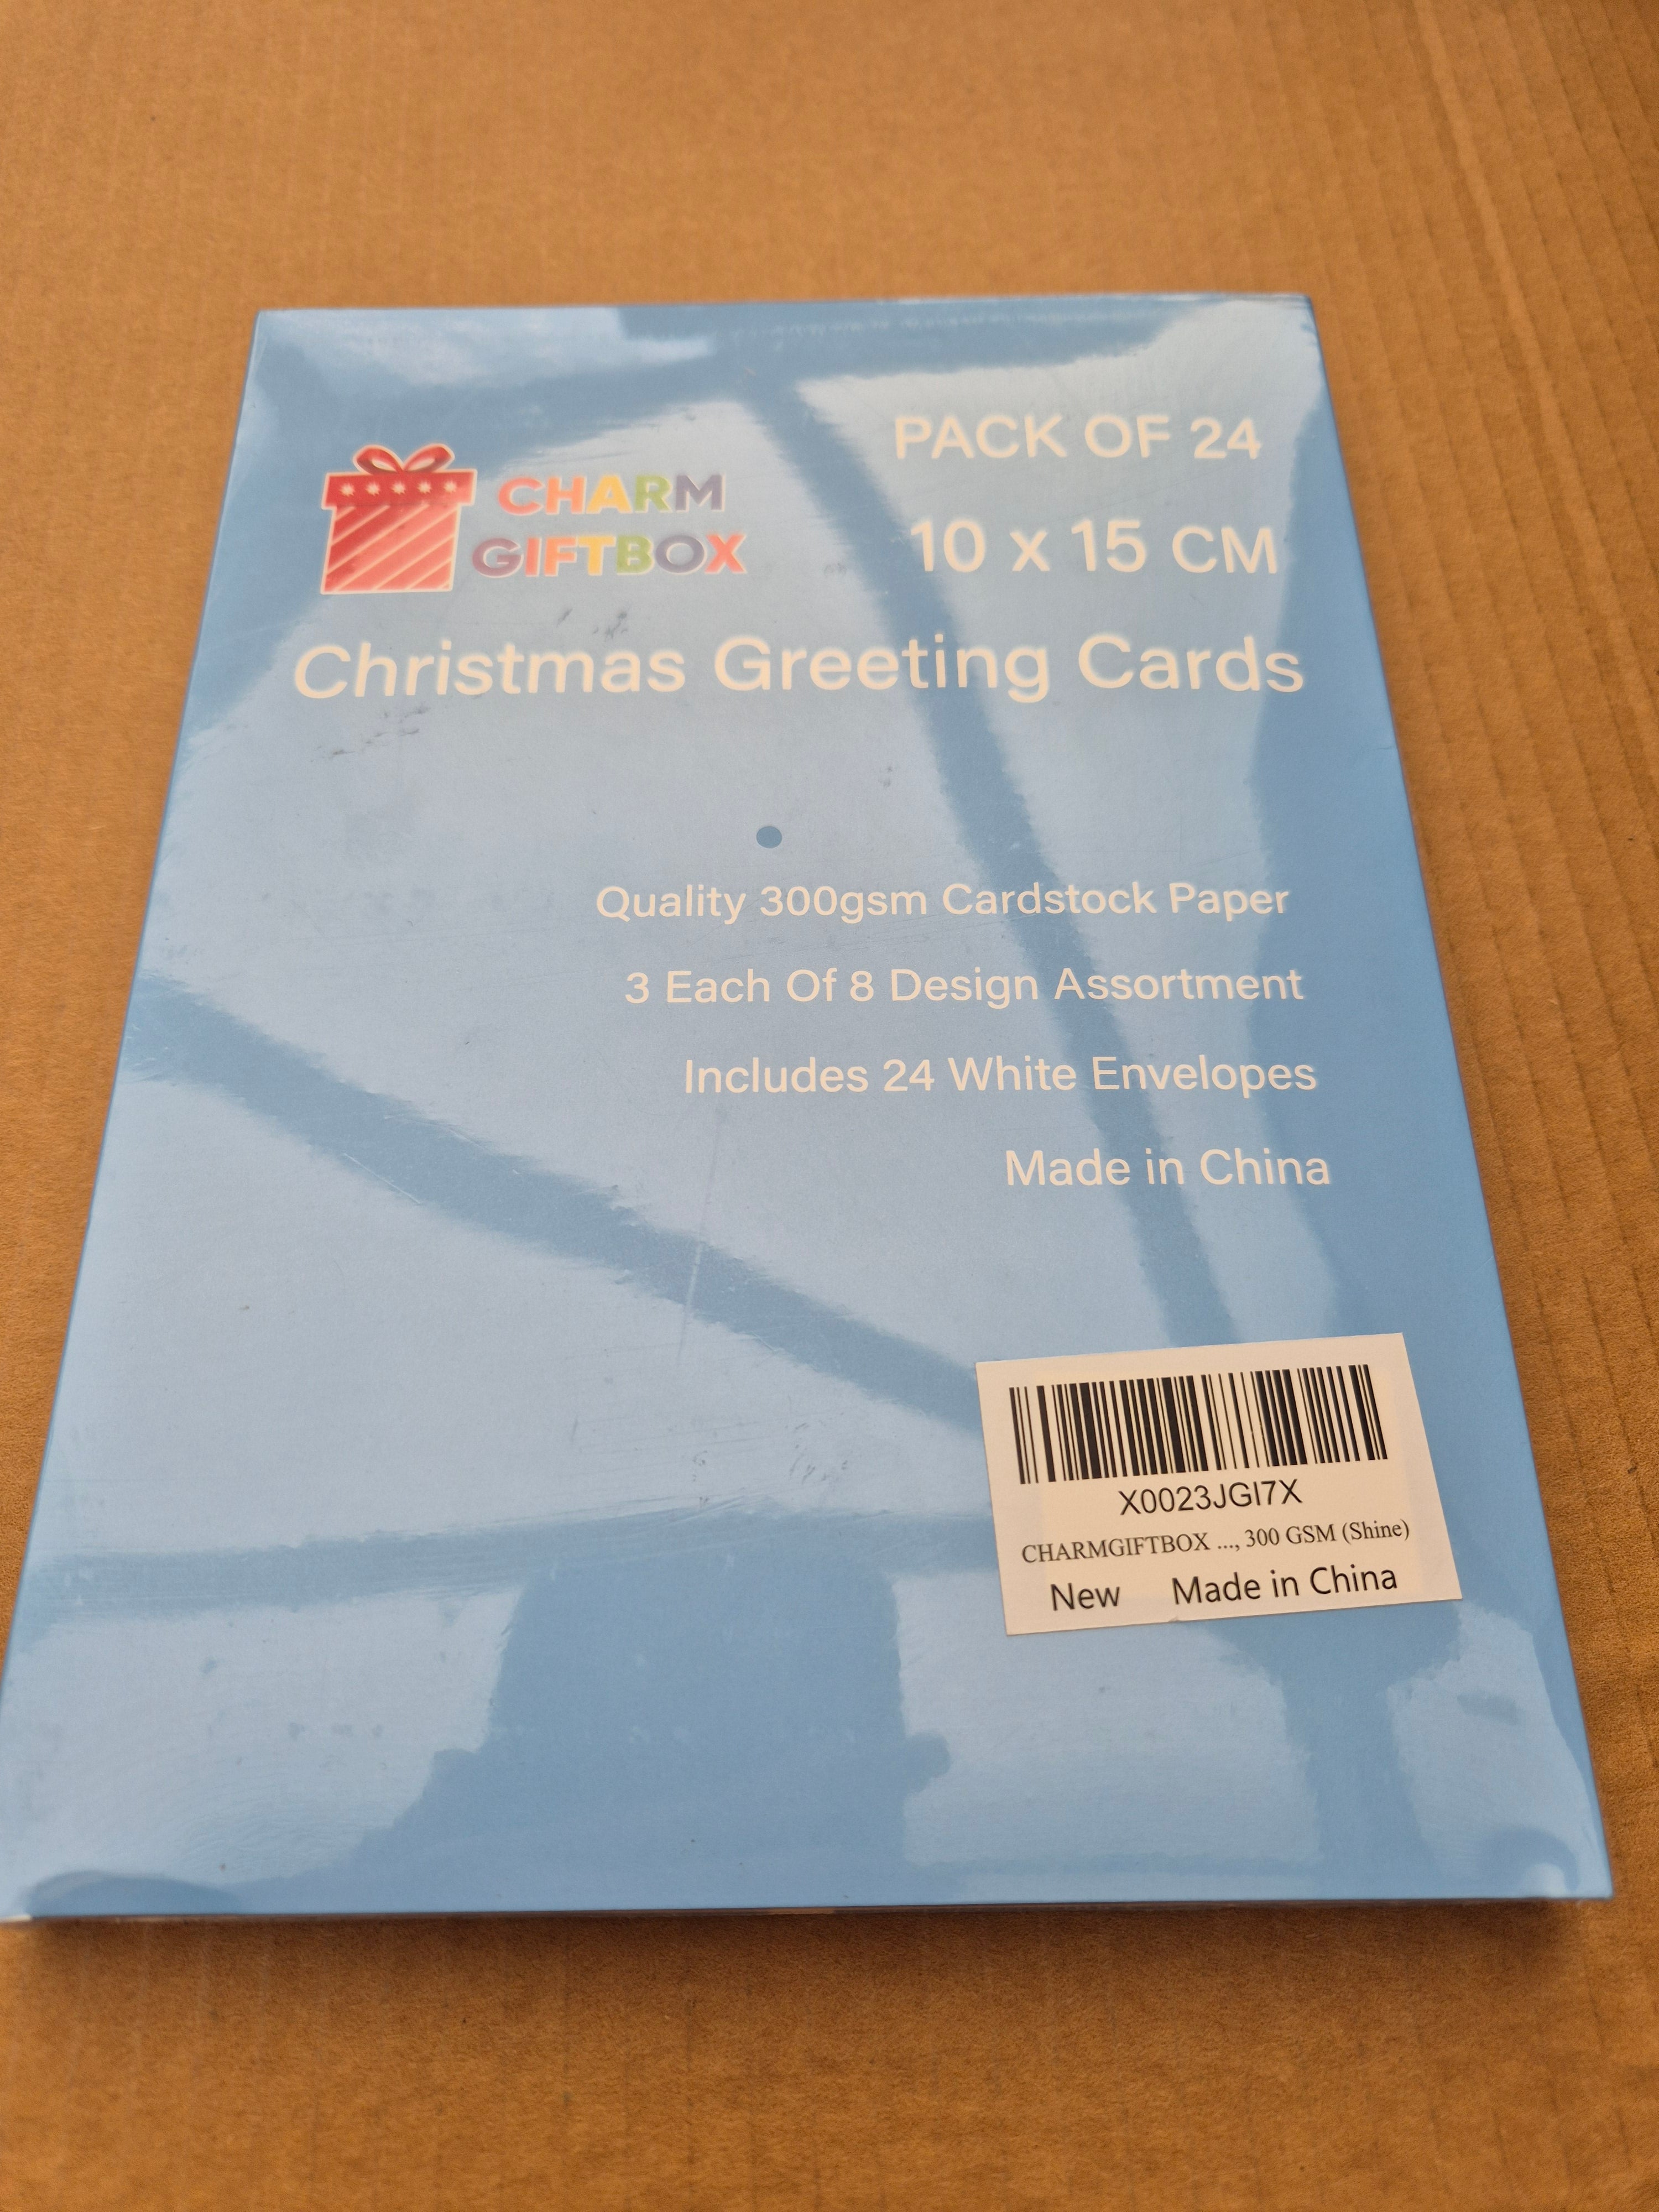 CHARM
GIFTBOX
PACK OF 24
10 x 15 CM
Christmas Greeting Cards
Quality 300gsm Cardstock Paper
3 Each Of 8 Design Assortment
Includes 24 White Envelopes
Made in China
X0023JGI7X
CHARMGIFTBOX ..., 300 GSM (Shine)
New Made in China